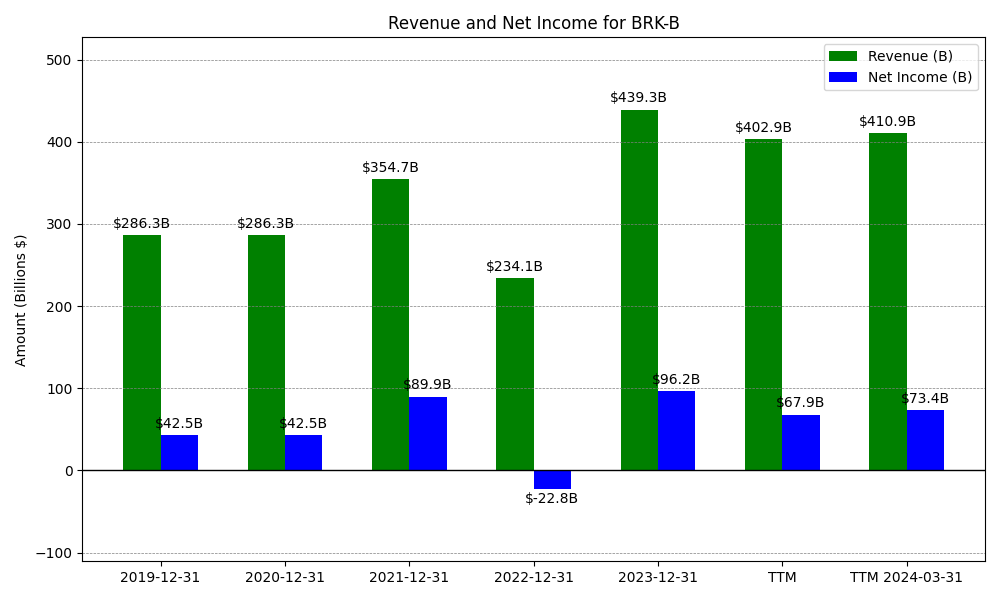 Revenue and Net Income for BRK-B
Revenue (B)
Net Income (B)
Amount (Billions $)
500
400
300
200
100
0
−100
$286.3B
$42.5B
$286.3B
$42.5B
$354.7B
$89.9B
$234.1B
$-22.8B
$439.3B
$96.2B
$402.9B
$67.9B
$410.9B
$73.4B
2019-12-31
2020-12-31
2021-12-31
2022-12-31
2023-12-31
TTM
TTM 2024-03-31